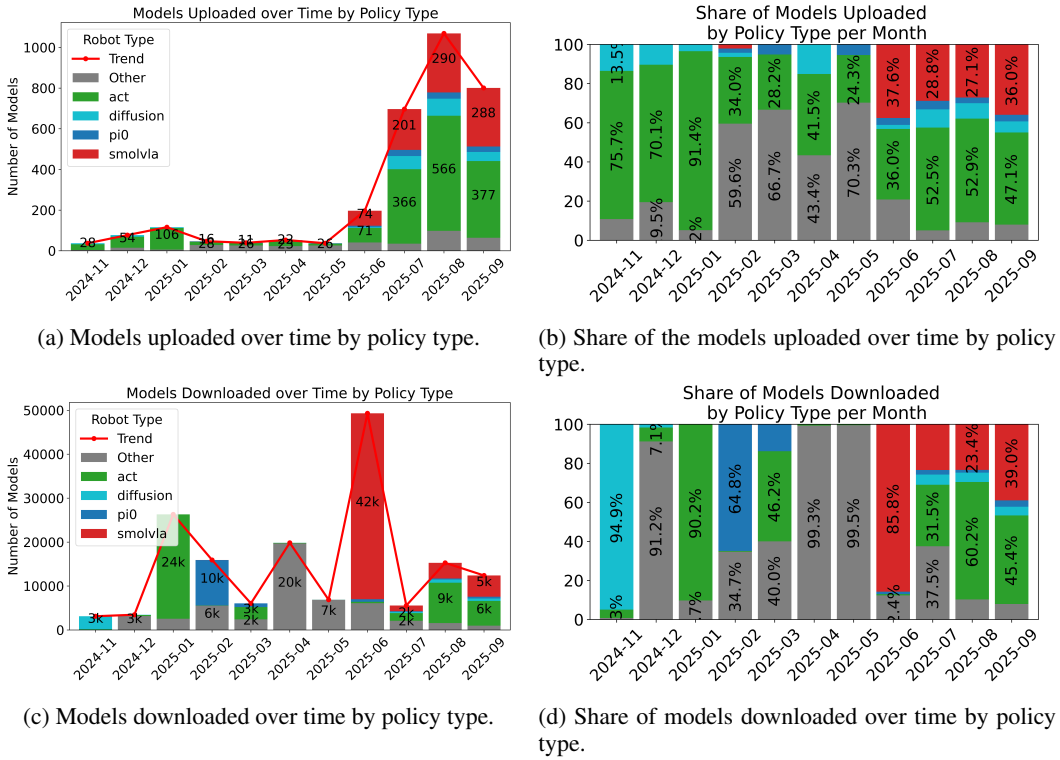 Models Uploaded over Time by Policy Type
Number of Models
1000
800
600
400
200
0
Robot Type
Trend
Other
act
diffusion
pi0
smolvla
28
54
106
16
28
11
26
22
23
26
74
71
201
366
290
566
288
377
2024-11
2024-12
2025-01
2025-02
2025-03
2025-04
2025-05
2025-06
2025-07
2025-08
2025-09
(a) Models uploaded over time by policy type.
Share of Models Uploaded
by Policy Type per Month
100
80
60
40
20
0
13.5%
75.7%
70.1%
9.5%
91.4%
2%
34.0%
59.6%
28.2%
66.7%
41.5%
43.4%
24.3%
70.3%
37.6%
36.0%
28.8%
52.5%
27.1%
52.9%
36.0%
47.1%
2024-11
2024-12
2025-01
2025-02
2025-03
2025-04
2025-05
2025-06
2025-07
2025-08
2025-09
(b) Share of the models uploaded over time by policy
type.
Models Downloaded over Time by Policy Type
Number of Models
50000
40000
30000
20000
10000
0
Robot Type
Trend
Other
act
diffusion
pi0
smolvla
3k
3k
24k
10k
6k
3k
2k
20k
7k
42k
2k
2k
9k
5k
6k
2024-11
2024-12
2025-01
2025-02
2025-03
2025-04
2025-05
2025-06
2025-07
2025-08
2025-09
(c) Models downloaded over time by policy type.
Share of Models Downloaded
by Policy Type per Month
100
80
60
40
20
0
94.9%
3%
7.1%
91.2%
90.2%
7%
64.8%
34.7%
46.2%
40.0%
99.3%
99.5%
85.8%
2.4%
31.5%
37.5%
23.4%
60.2%
39.0%
45.4%
2024-11
2024-12
2025-01
2025-02
2025-03
2025-04
2025-05
2025-06
2025-07
2025-08
2025-09
(d) Share of models downloaded over time by policy
type.